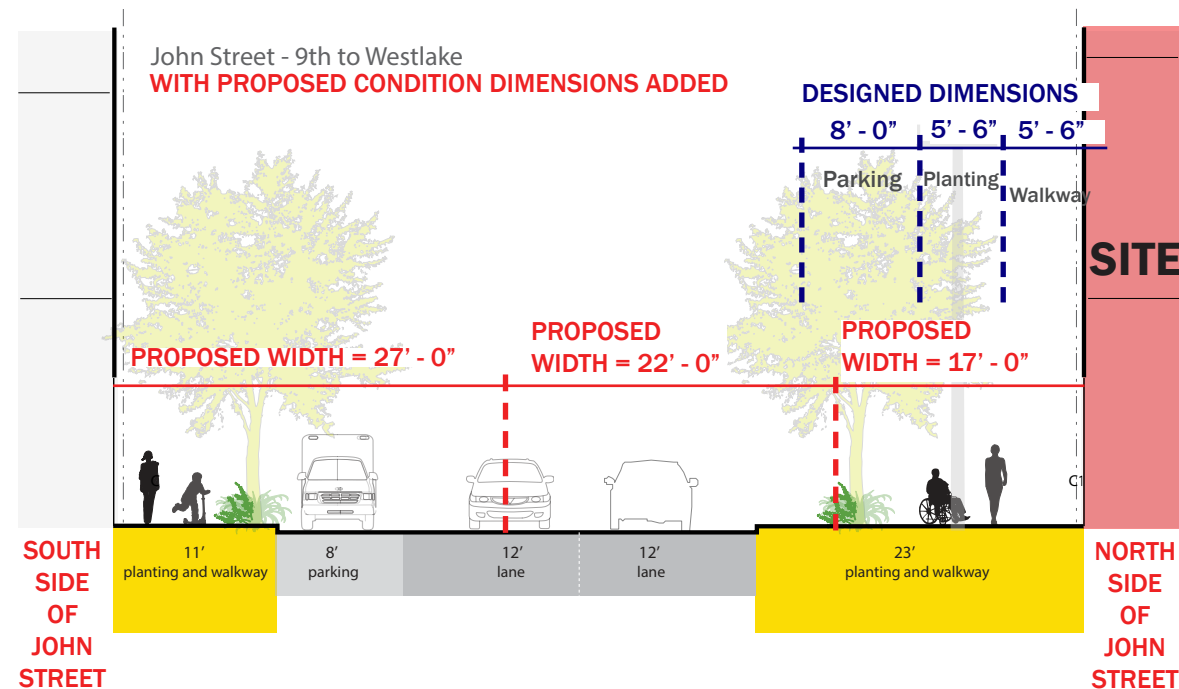 John Street - 9th to Westlake
WITH PROPOSED CONDITION DIMENSIONS ADDED
DESIGNED DIMENSIONS
8’ - 0” 5’ - 6” 5’ - 6”
Parking Planting Walkway
SITE
PROPOSED WIDTH = 27’ - 0”
PROPOSED
WIDTH = 22’ - 0”
PROPOSED
WIDTH = 17’ - 0”
C
C1
SOUTH
SIDE
OF
JOHN
STREET
11’
planting and walkway
8’
parking
12’
lane
12’
lane
23’
planting and walkway
NORTH
SIDE
OF
JOHN
STREET